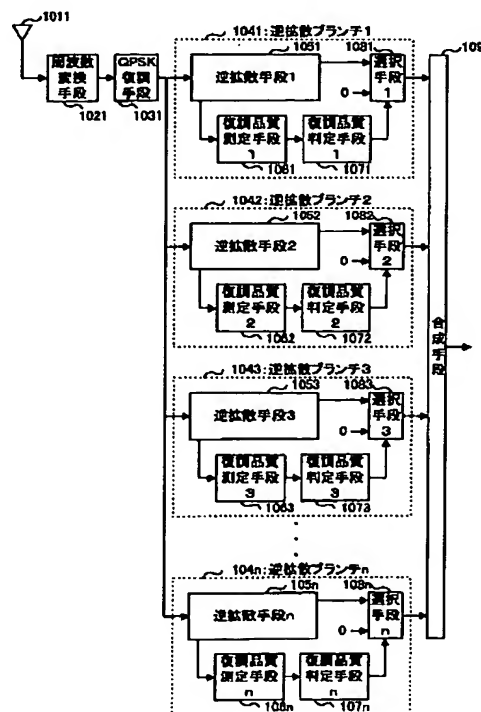 1011
周波数
変換
手段
1021
QPSK
復調
手段
1031
1041:逆拡散ブランチ1
1051
逆拡散手段1
1081
選択
手段
1
0
復調品質
測定手段
1
1061
復調品質
判定手段
1
1071
1042:逆拡散ブランチ2
1052
逆拡散手段2
1082
選択
手段
2
0
復調品質
測定手段
2
1062
復調品質
判定手段
2
1072
1043:逆拡散ブランチ3
1053
逆拡散手段3
1083
選択
手段
3
0
復調品質
測定手段
3
1063
復調品質
判定手段
3
1073
104n:逆拡散ブランチn
105n
逆拡散手段n
108n
選択
手段
n
0
復調品質
測定手段
n
106n
復調品質
判定手段
n
107n
109
合成手段